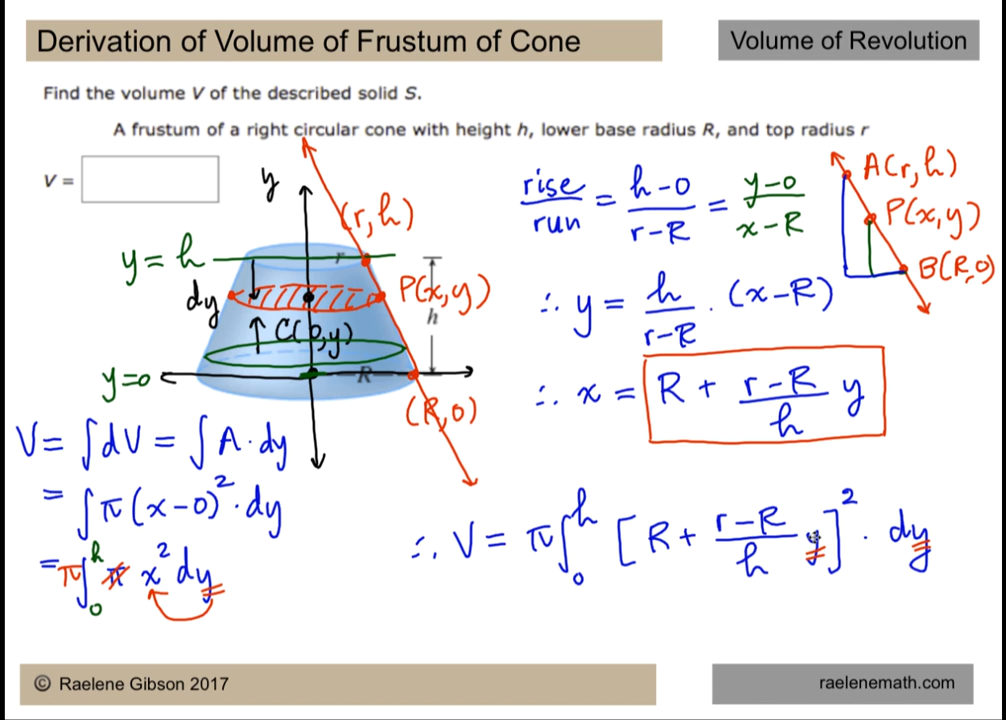 Derivation of Volume of Frustum of Cone
Volume of Revolution
Find the volume V of the described solid S.
A frustum of a right circular cone with height h, lower base radius R, and top radius r
V =
y
(r,h)
y=h
r
dy
P(x,y)
h
C(0,y)
y=0
R
(R,0)
rise/run = (h-0)/(r-R) = (y-0)/(x-R)
A(r,h)
P(x,y)
B(R,0)
∴ y = h/(r-R) · (x-R)
∴ x = R + (r-R)/h y
V= ∫dV = ∫A·dy
= ∫π(x-0)²·dy
=π∫₀ʰ π x² dy
∴ V = π∫₀ʰ [R + (r-R)/h y]² · dy
© Raelene Gibson 2017
raelenemath.com